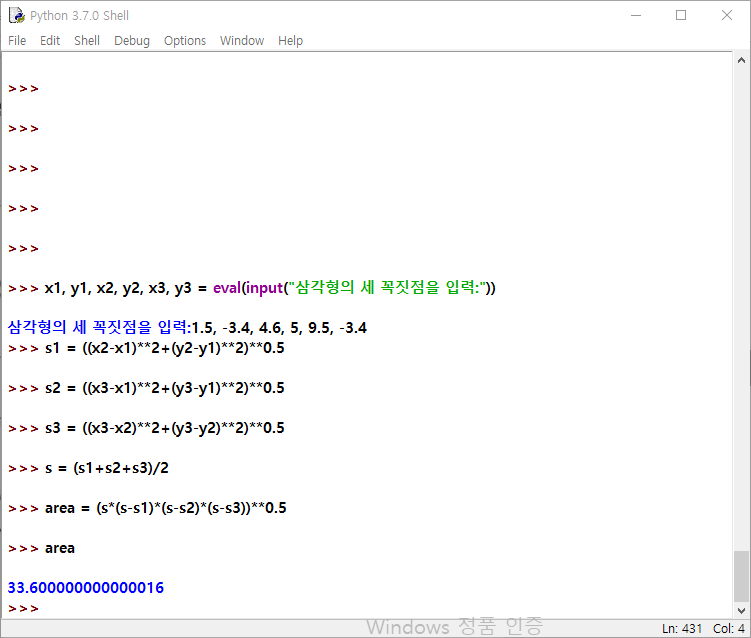 Python 3.7.0 Shell
File Edit Shell Debug Options Window Help
>>>
>>>
>>>
>>>
>>>
>>> x1, y1, x2, y2, x3, y3 = eval(input("삼각형의 세 꼭짓점을 입력:"))
삼각형의 세 꼭짓점을 입력:1.5, -3.4, 4.6, 5, 9.5, -3.4
>>> s1 = ((x2-x1)**2+(y2-y1)**2)**0.5
>>> s2 = ((x3-x1)**2+(y3-y1)**2)**0.5
>>> s3 = ((x3-x2)**2+(y3-y2)**2)**0.5
>>> s = (s1+s2+s3)/2
>>> area = (s*(s-s1)*(s-s2)*(s-s3))**0.5
>>> area
33.600000000000016
>>>
Windows 정품 인증
Ln: 431 Col: 4